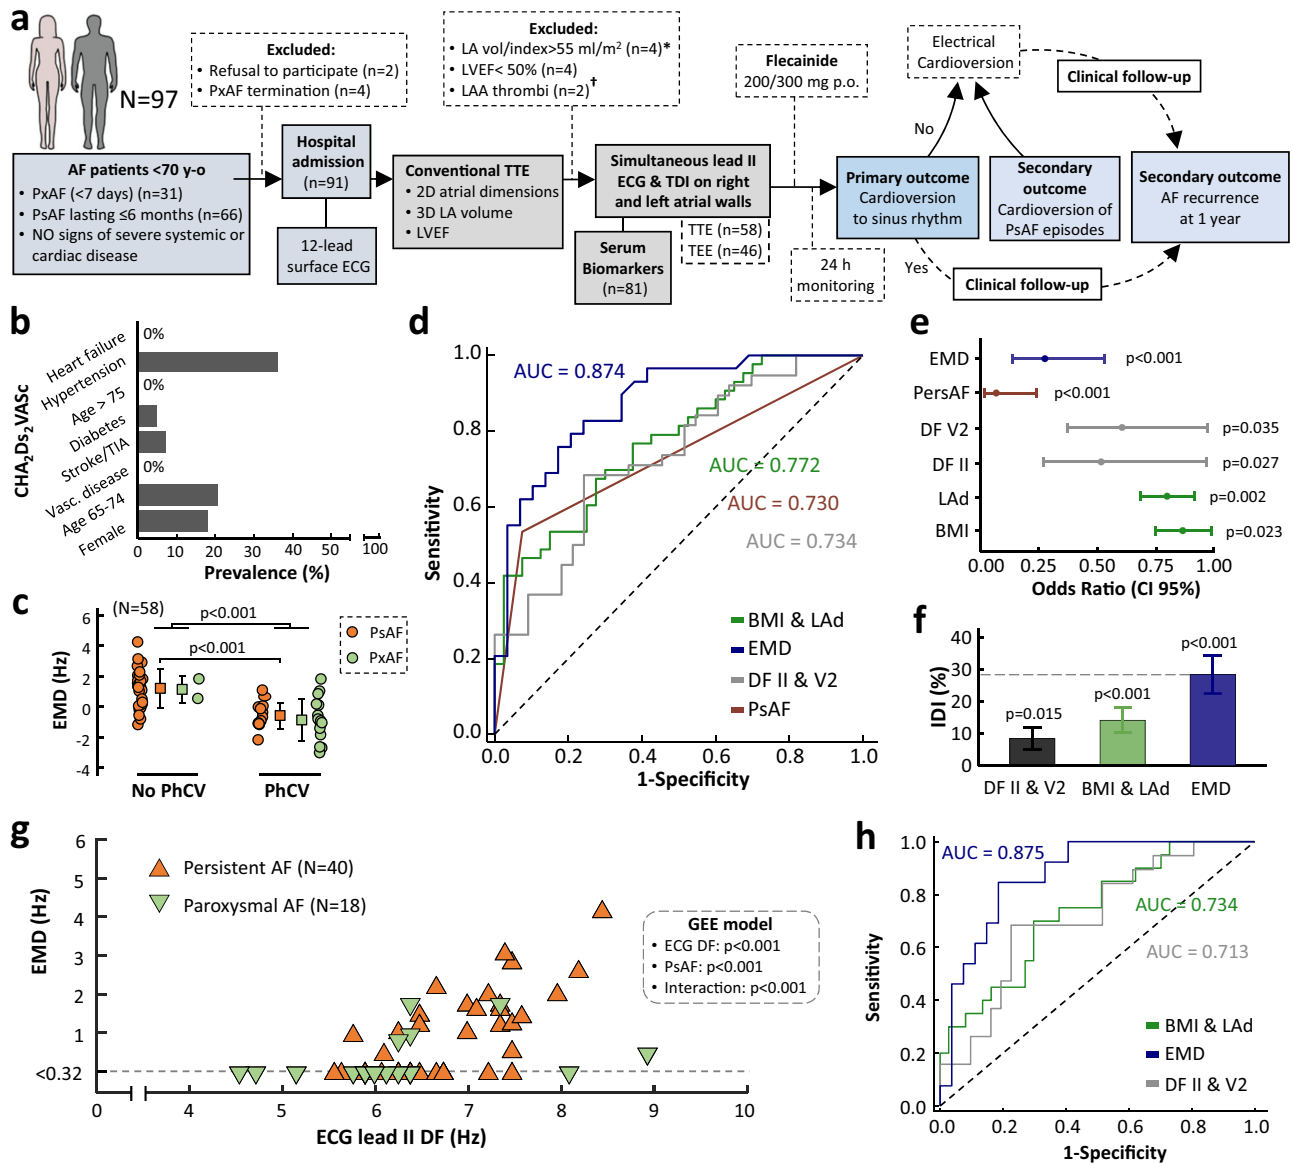 a
N=97
Excluded:
• Refusal to participate (n=2)
• PxAF termination (n=4)
Excluded:
• LA vol/index>55 ml/m² (n=4)*
• LVEF< 50% (n=4)
• LAA thrombi (n=2)†
Flecainide
200/300 mg p.o.
Electrical
Cardioversion
Clinical follow-up
AF patients <70 y-o
• PxAF (<7 days) (n=31)
• PsAF lasting ≤6 months (n=66)
• NO signs of severe systemic or
cardiac disease
Hospital
admission
(n=91)
12-lead
surface ECG
Conventional TTE
• 2D atrial dimensions
• 3D LA volume
• LVEF
Simultaneous lead II
ECG & TDI on right
and left atrial walls
TTE (n=58)
TEE (n=46)
Serum
Biomarkers
(n=81)
24 h
monitoring
No
Primary outcome
Cardioversion
to sinus rhythm
Yes
Secondary
outcome
Cardioversion of
PsAF episodes
Clinical follow-up
Secondary outcome
AF recurrence
at 1 year
b
CHA₂Ds₂VASc
Heart failure
Hypertension
Age > 75
Diabetes
Stroke/TIA
Vasc. disease
Age 65-74
Female
0%
0%
0%
0 10 20 30 40 50 100
Prevalence (%)
c
(N=58)
p<0.001
p<0.001
PsAF
PxAF
EMD (Hz)
6
4
2
0
-2
-4
No PhCV PhCV
d
Sensitivity
1.0
0.8
0.6
0.4
0.2
0.0
AUC = 0.874
AUC = 0.772
AUC = 0.730
AUC = 0.734
BMI & LAd
EMD
DF II & V2
PsAF
0.0 0.2 0.4 0.6 0.8 1.0
1-Specificity
e
EMD p<0.001
PersAF p<0.001
DF V2 p=0.035
DF II p=0.027
LAd p=0.002
BMI p=0.023
0.00 0.25 0.50 0.75 1.00
Odds Ratio (CI 95%)
f
IDI (%)
40
30
20
10
0
p=0.015
p<0.001
p<0.001
DF II & V2 BMI & LAd EMD
g
EMD (Hz)
6
5
4
3
2
1
<0.32
Persistent AF (N=40)
Paroxysmal AF (N=18)
GEE model
• ECG DF: p<0.001
• PsAF: p<0.001
• Interaction: p<0.001
0 4 5 6 7 8 9 10
ECG lead II DF (Hz)
h
Sensitivity
1.0
0.8
0.6
0.4
0.2
0.0
AUC = 0.875
AUC = 0.734
AUC = 0.713
BMI & LAd
EMD
DF II & V2
0.0 0.2 0.4 0.6 0.8 1.0
1-Specificity